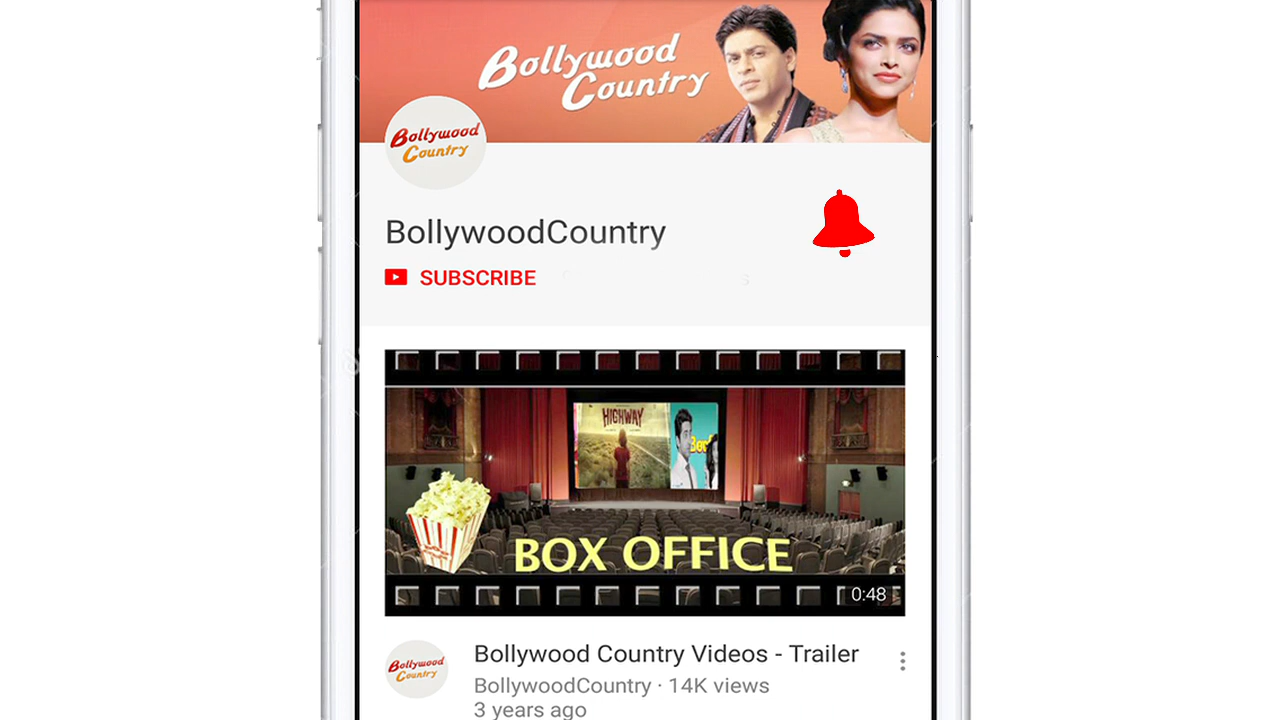 Bollywood
Country
Bollywood
Country
BollywoodCountry
SUBSCRIBE
HIGHWAY
BOX OFFICE
0:48
Bollywood Country Videos - Trailer
Bollywood
Country
BollywoodCountry · 14K views
3 years ago